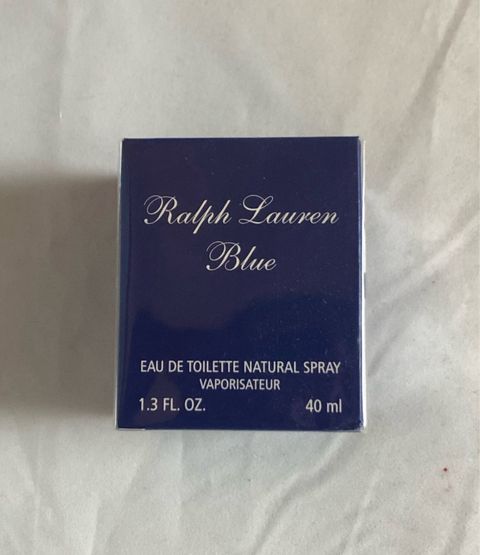 Ralph Lauren
Blue
EAU DE TOILETTE NATURAL SPRAY
VAPORISATEUR
1.3 FL. OZ. 40 ml